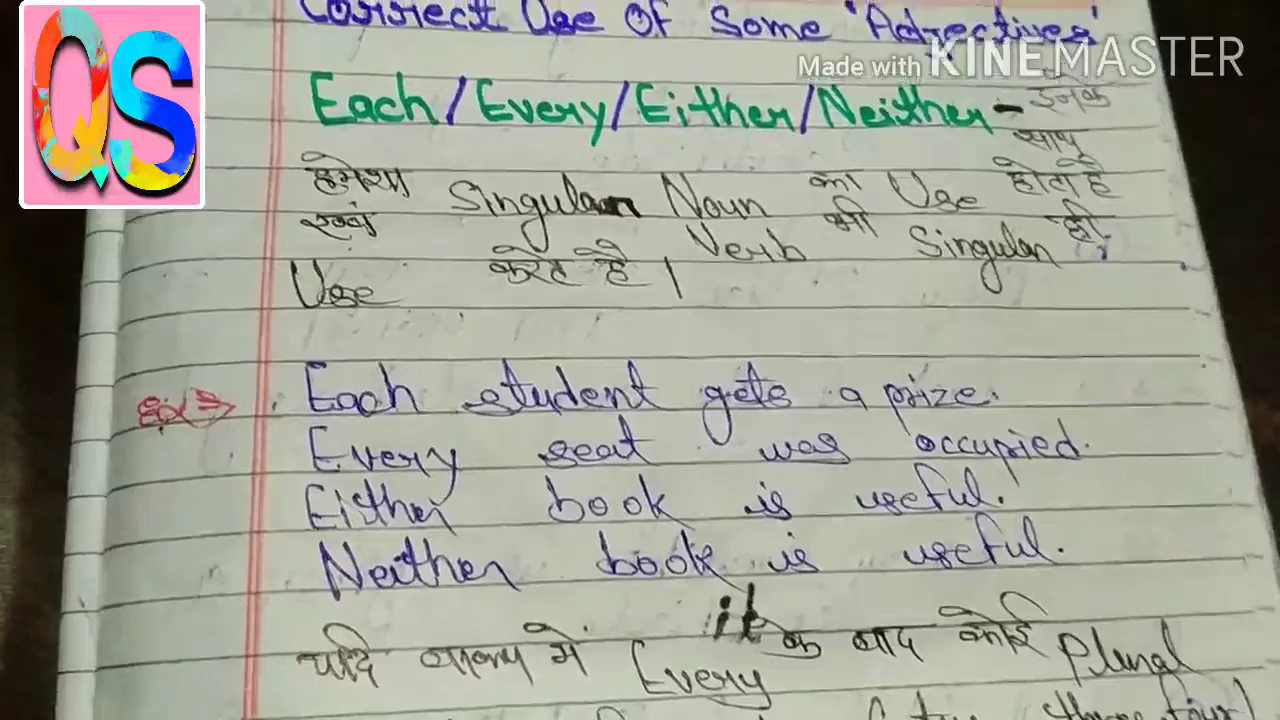 QS
Correct Use Of Some 'Adjectives'
Made with KINEMASTER
Each/Every/Either/Neither - इनके
साथ
हमेशा Singular Noun का Use होता है
एवं Verb भी Singular ही
Use करते है।
Ex⇒ Each student gets a prize.
Every seat was occupied.
Either book is useful.
Neither book is useful.
यदि वाक्य में Every के बाद कोई Plural
it